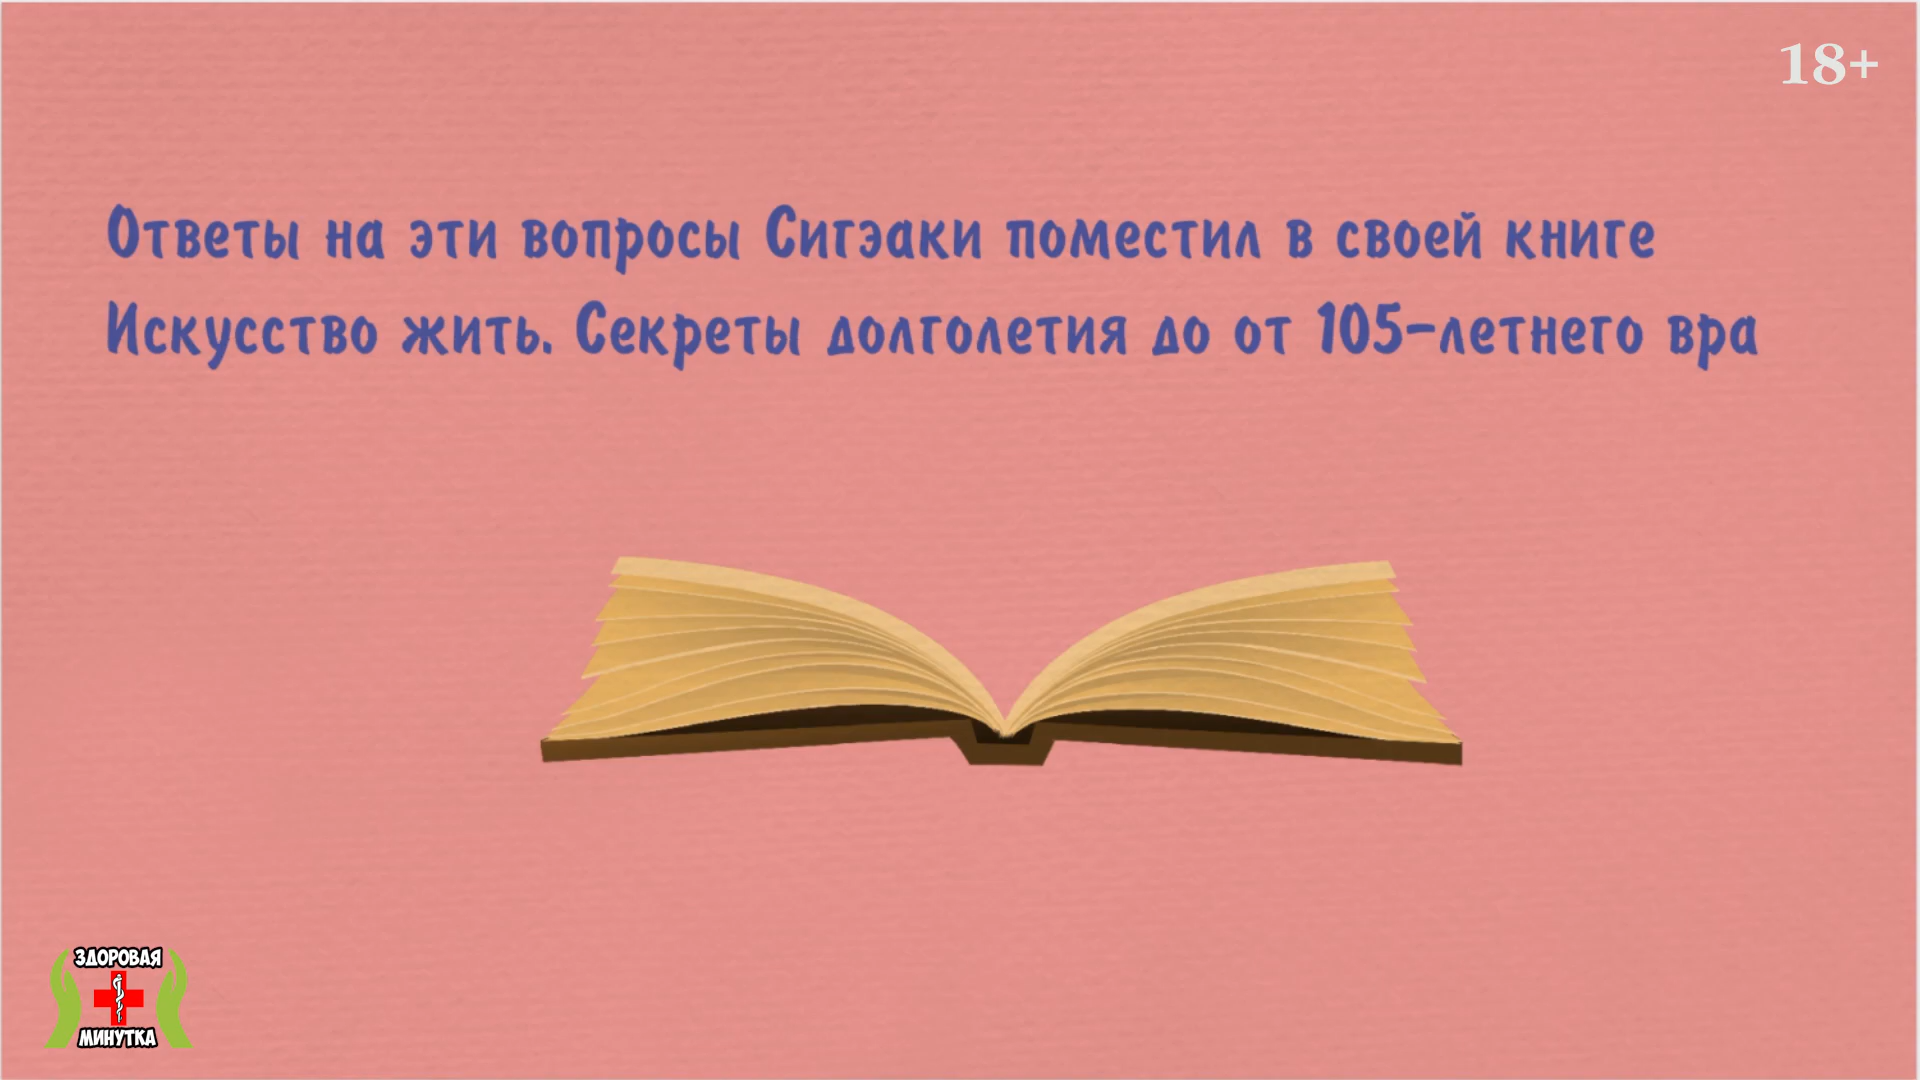 18+
Ответы на эти вопросы Сигэаки поместил в своей книге
Искусство жить. Секреты долголетия до от 105-летнего вра
ЗДОРОВАЯ
МИНУТКА